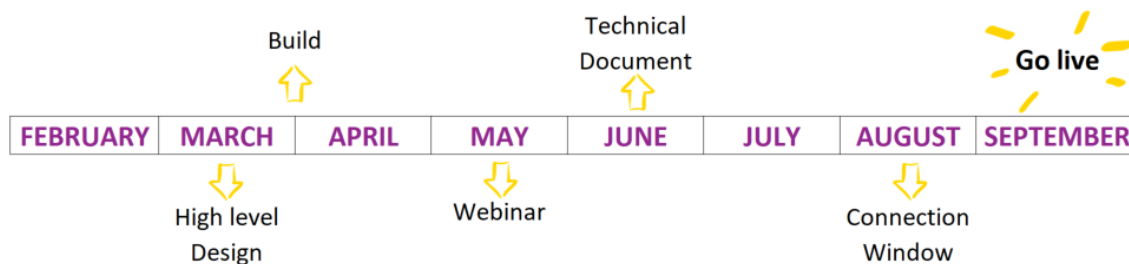 Build
Technical
Document
Go live
FEBRUARY MARCH APRIL MAY JUNE JULY AUGUST SEPTEMBER
High level
Design
Webinar
Connection
Window